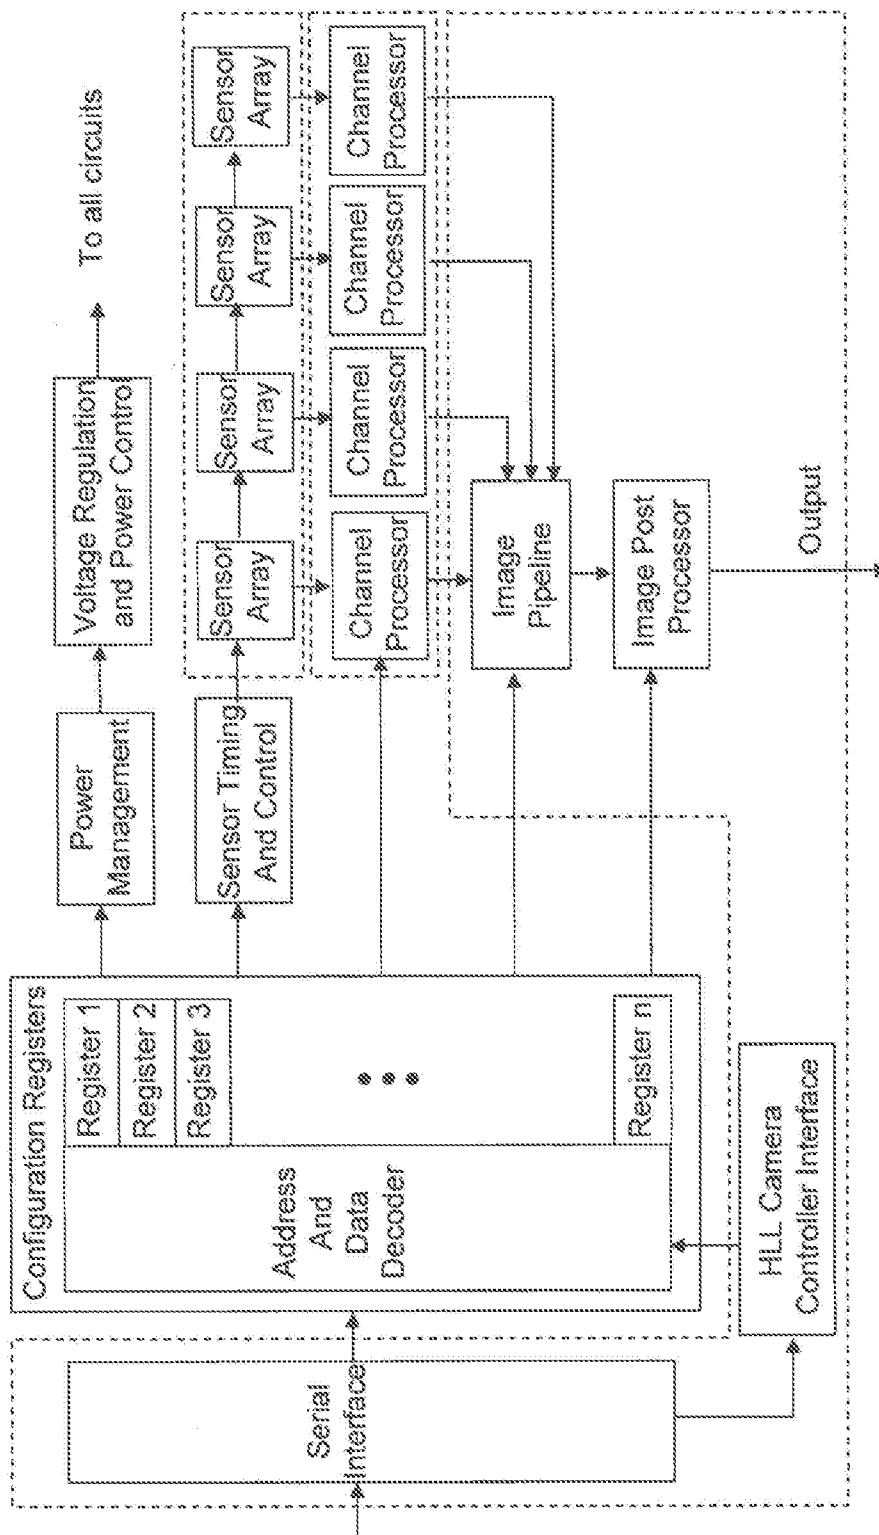 Serial
Interface
Configuration Registers
Address
And
Data
Decoder
Register 1
Register 2
Register 3
Register n
HLL Camera
Controller Interface
Power
Management
Voltage Regulation
and Power Control
To all circuits
Sensor Timing
And Control
Sensor
Array
Sensor
Array
Sensor
Array
Sensor
Array
Channel
Processor
Channel
Processor
Channel
Processor
Channel
Processor
Image
Pipeline
Image Post
Processor
Output